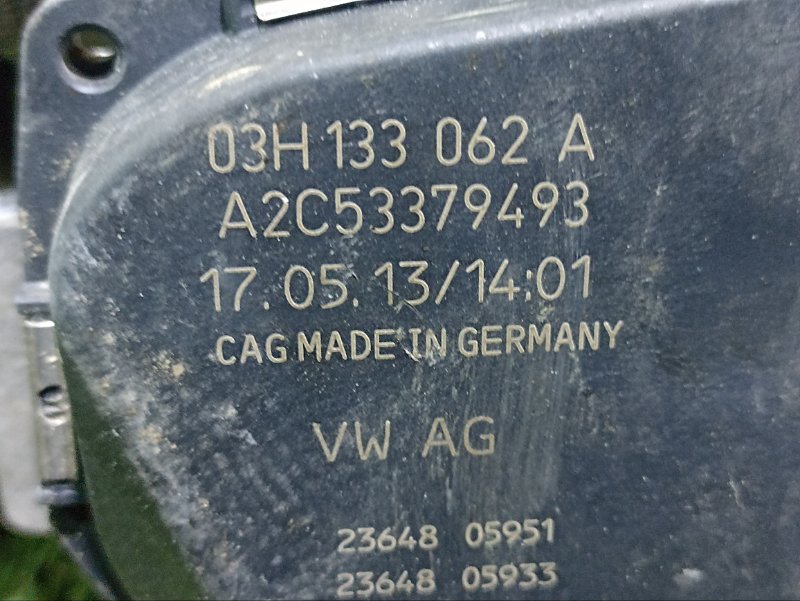 03H 133 062 A
A2C53379493
17.05.13/14:01
CAG MADE IN GERMANY
VW AG
23648 05951
23648 05933